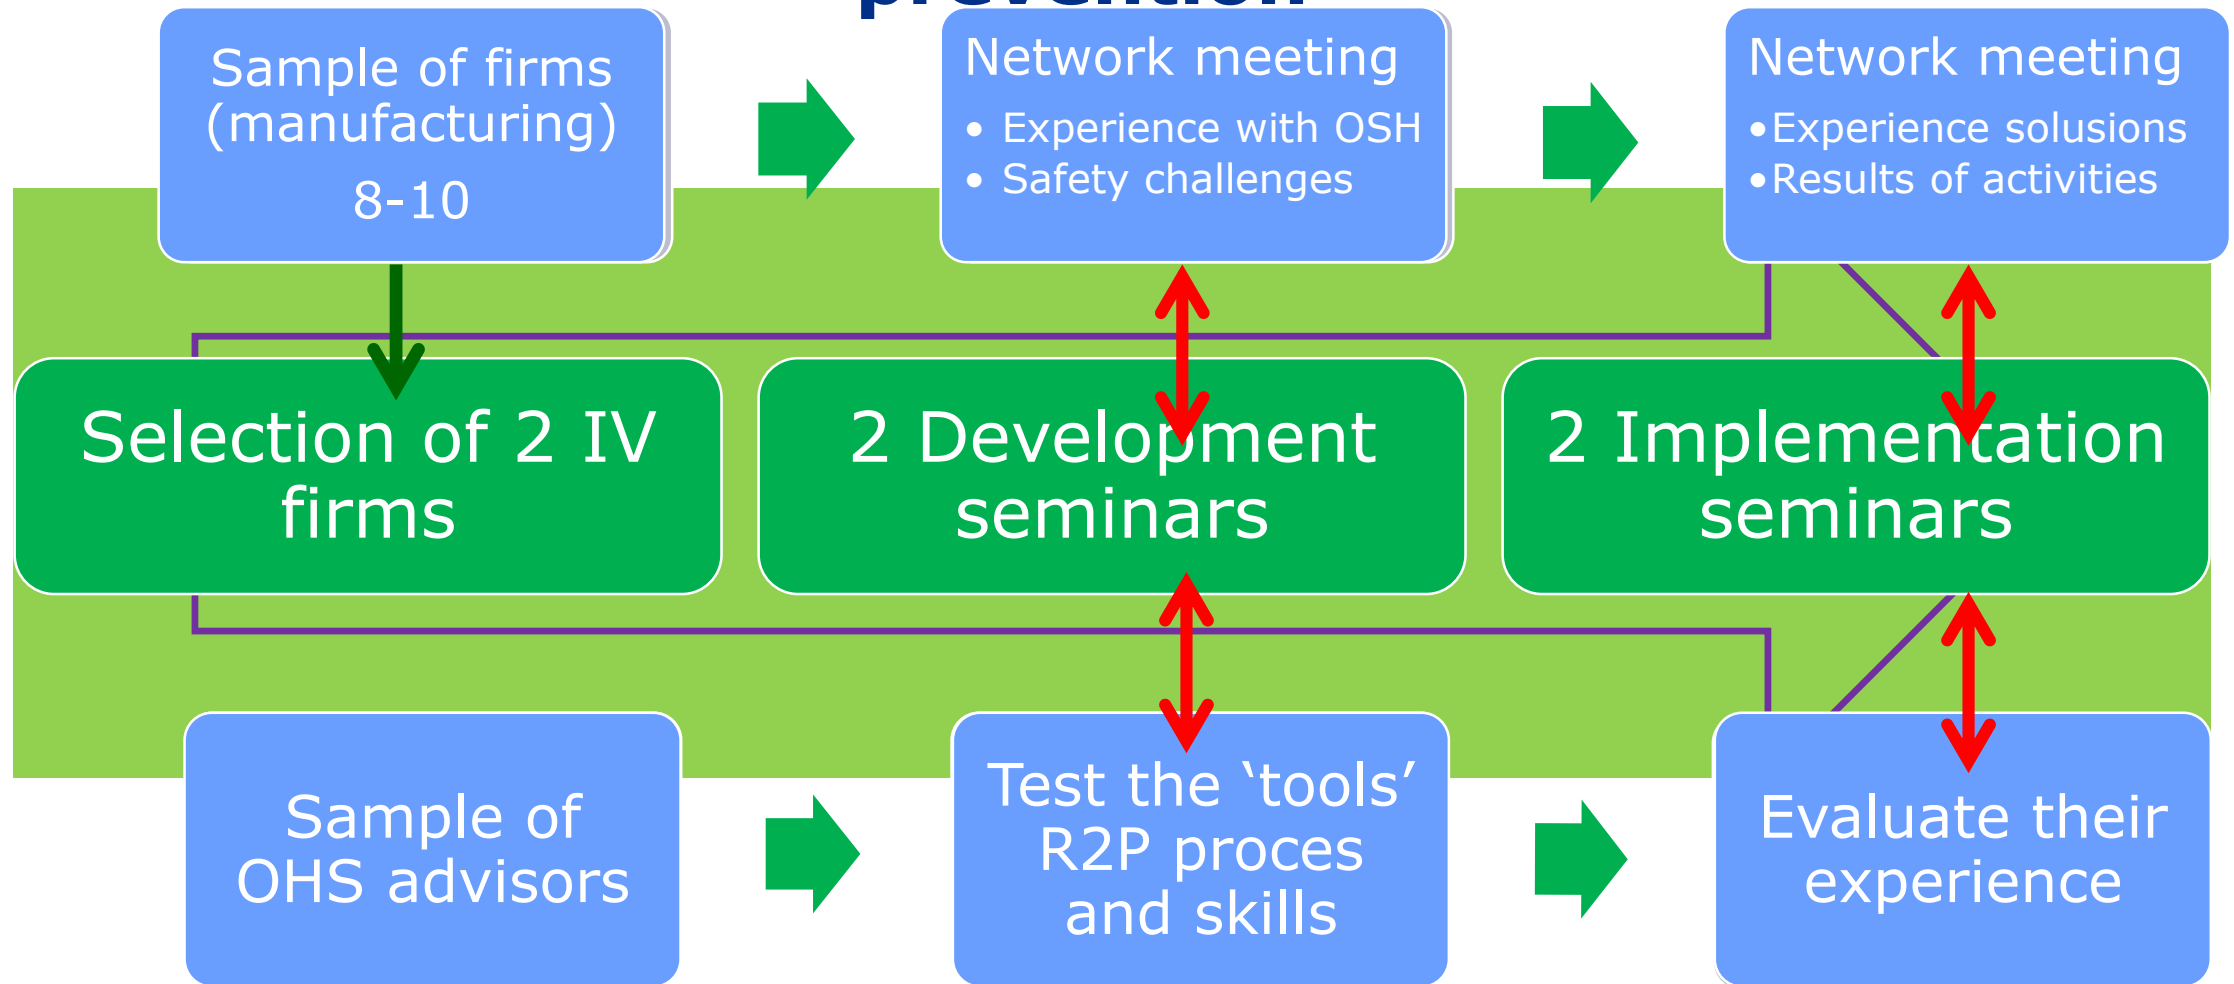 prevention
Sample of firms
(manufacturing)
8-10
Network meeting
• Experience with OSH
• Safety challenges
Network meeting
•Experience solusions
•Results of activities
Selection of 2 IV
firms
2 Development
seminars
2 Implementation
seminars
Sample of
OHS advisors
Test the ‘tools’
R2P proces
and skills
Evaluate their
experience